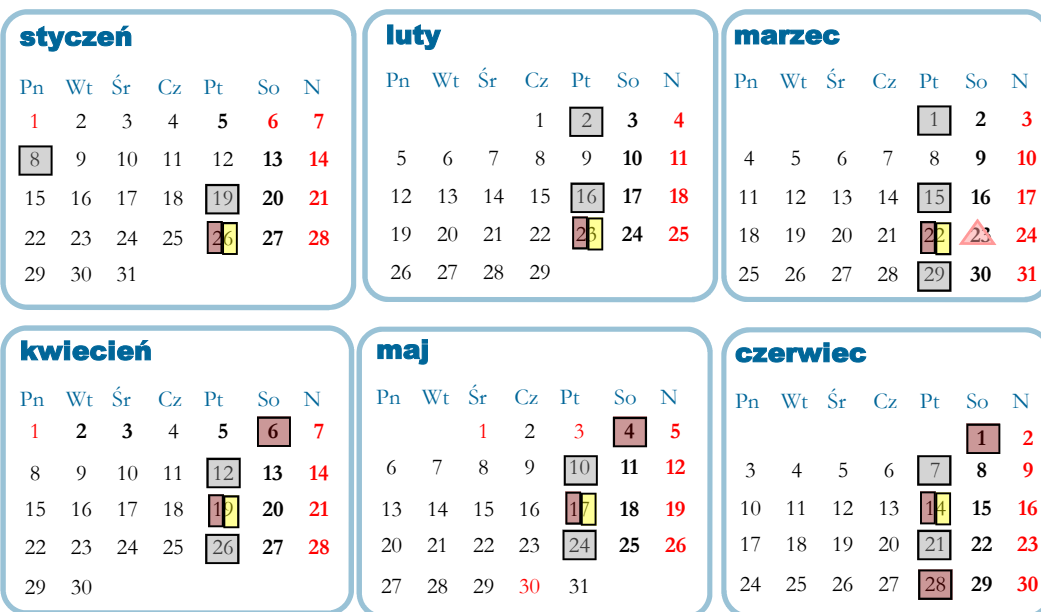 styczeń
Pn Wt Śr Cz Pt So N
1 2 3 4 5 6 7
8 9 10 11 12 13 14
15 16 17 18 19 20 21
22 23 24 25 26 27 28
29 30 31
luty
Pn Wt Śr Cz Pt So N
1 2 3 4
5 6 7 8 9 10 11
12 13 14 15 16 17 18
19 20 21 22 23 24 25
26 27 28 29
marzec
Pn Wt Śr Cz Pt So N
1 2 3
4 5 6 7 8 9 10
11 12 13 14 15 16 17
18 19 20 21 22 23 24
25 26 27 28 29 30 31
kwiecień
Pn Wt Śr Cz Pt So N
1 2 3 4 5 6 7
8 9 10 11 12 13 14
15 16 17 18 19 20 21
22 23 24 25 26 27 28
29 30
maj
Pn Wt Śr Cz Pt So N
1 2 3 4 5
6 7 8 9 10 11 12
13 14 15 16 17 18 19
20 21 22 23 24 25 26
27 28 29 30 31
czerwiec
Pn Wt Śr Cz Pt So N
1 2
3 4 5 6 7 8 9
10 11 12 13 14 15 16
17 18 19 20 21 22 23
24 25 26 27 28 29 30